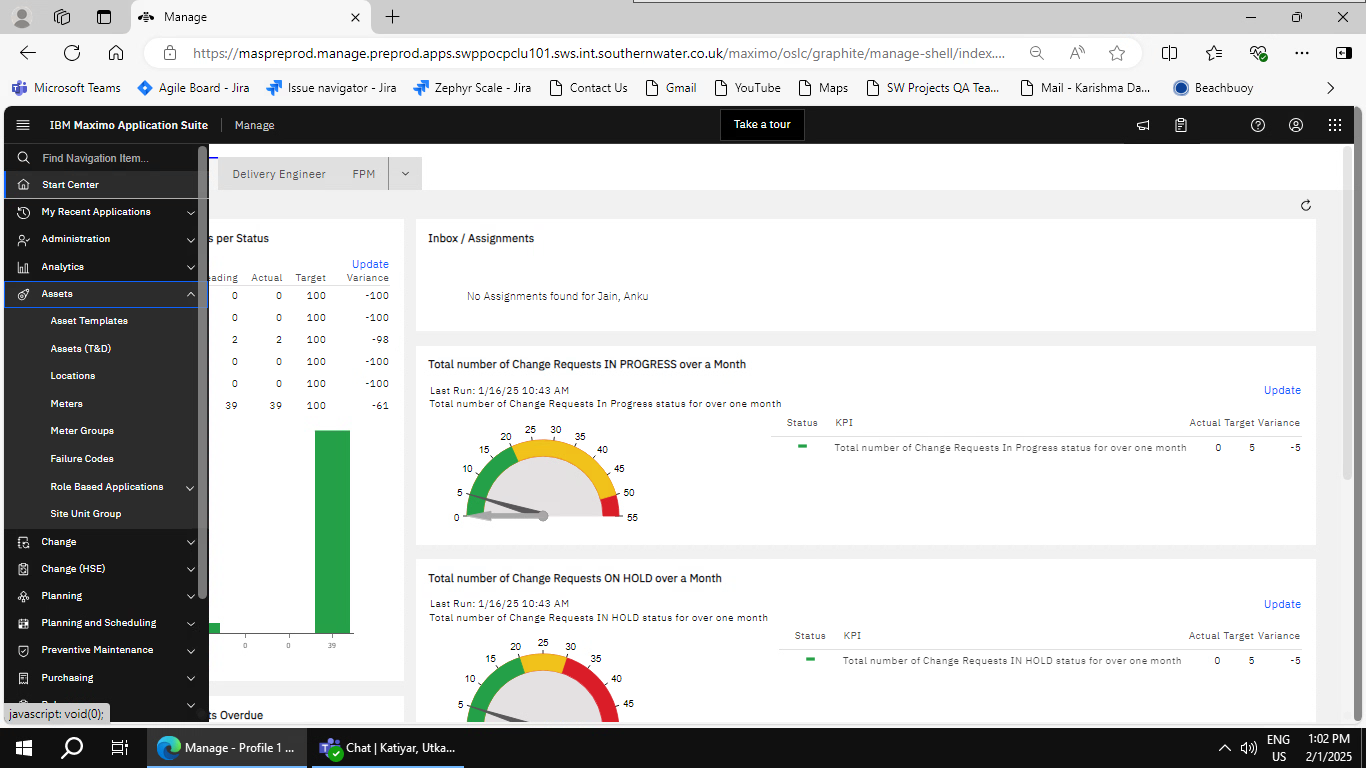 Manage
https://maspreprod.manage.preprod.apps.swppocpclu101.sws.int.southernwater.co.uk/maximo/oslc/graphite/manage-shell/index....
Microsoft Teams
Agile Board - Jira
Issue navigator - Jira
Zephyr Scale - Jira
Contact Us
Gmail
YouTube
Maps
SW Projects QA Tea...
Mail - Karishma Da...
Beachbuoy
IBM Maximo Application Suite
Manage
Take a tour
Find Navigation Item...
Start Center
My Recent Applications
Administration
Analytics
Assets
Asset Templates
Assets (T&D)
Locations
Meters
Meter Groups
Failure Codes
Role Based Applications
Site Unit Group
Change
Change (HSE)
Planning
Planning and Scheduling
Preventive Maintenance
Purchasing
javascript: void(0);
Delivery Engineer
FPM
s per Status
Update
eading Actual Target Variance
0 0 100 -100
0 0 100 -100
2 2 100 -98
0 0 100 -100
0 0 100 -100
39 39 100 -61
0 0 39
ts Overdue
Inbox / Assignments
No Assignments found for Jain, Anku
Total number of Change Requests IN PROGRESS over a Month
Last Run: 1/16/25 10:43 AM
Update
Total number of Change Requests In Progress status for over one month
0 5 10 15 20 25 30 35 40 45 50 55
Status KPI Actual Target Variance
Total number of Change Requests In Progress status for over one month 0 5 -5
Total number of Change Requests ON HOLD over a Month
Last Run: 1/16/25 10:43 AM
Update
Total number of Change Requests IN HOLD status for over one month
5 10 15 20 25 30 35 40 45
Status KPI Actual Target Variance
Total number of Change Requests IN HOLD status for over one month 0 5 -5
Manage - Profile 1 ...
Chat | Katiyar, Utka...
ENG
US
1:02 PM
2/1/2025